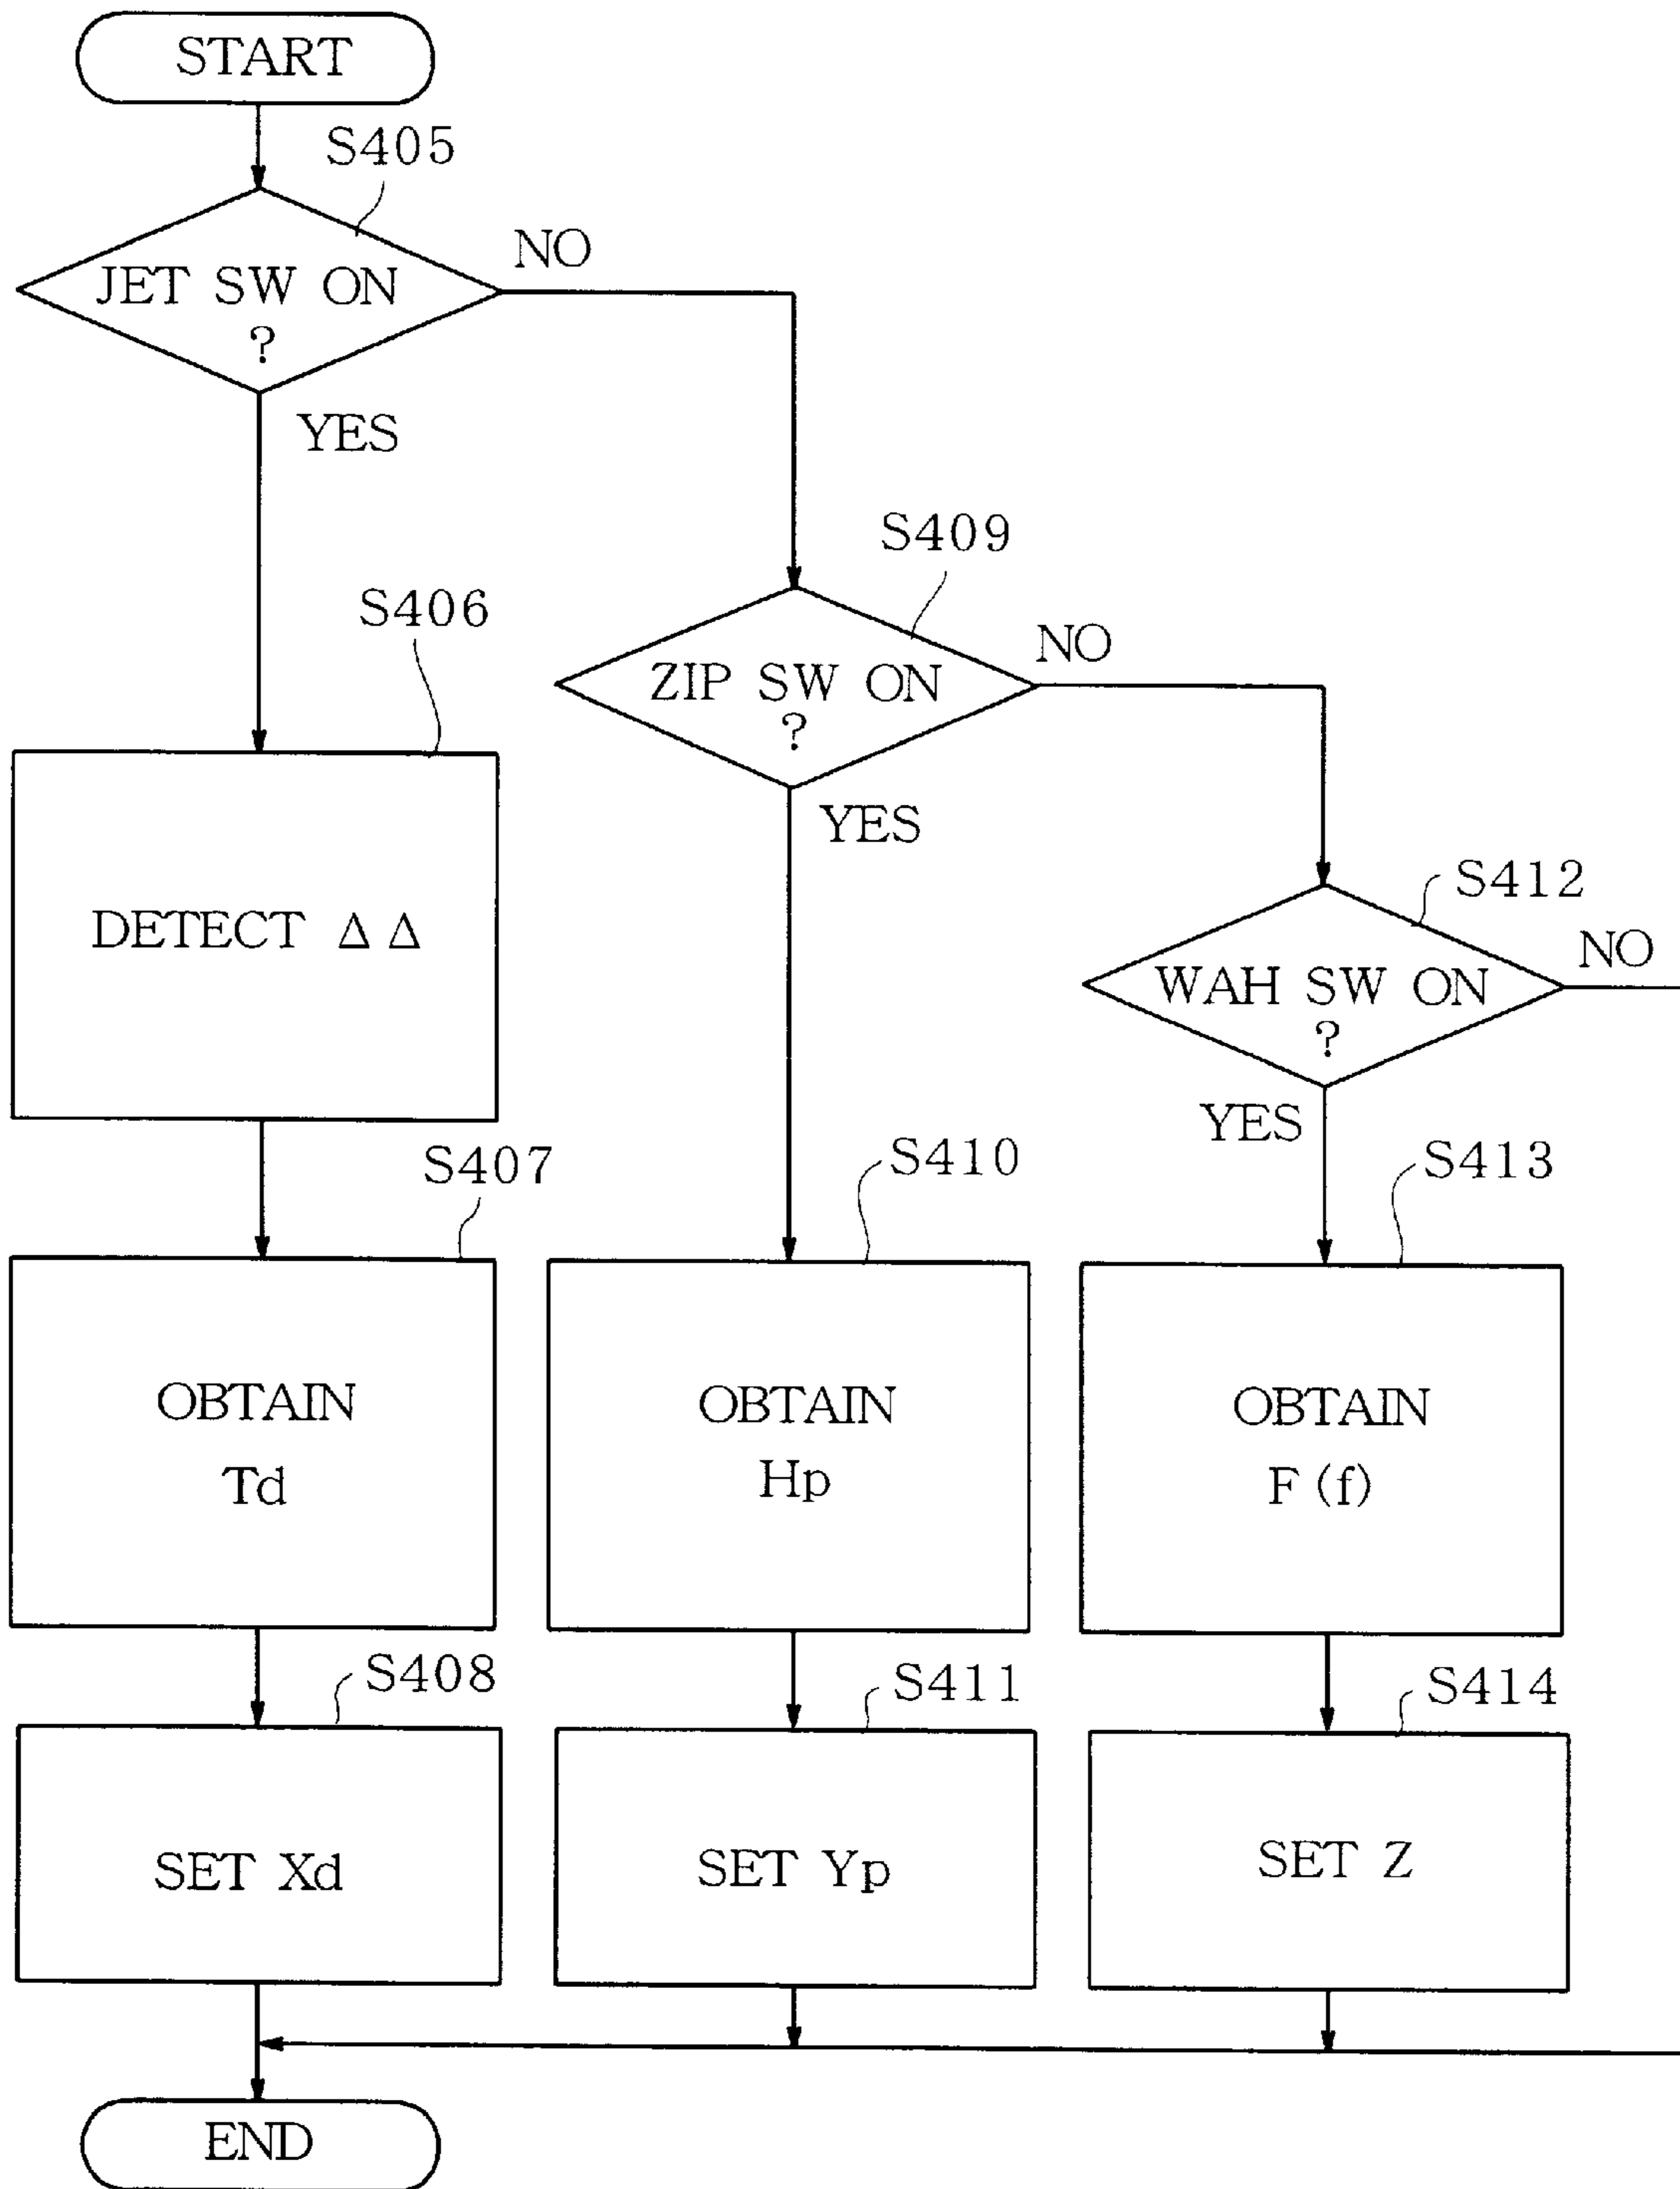 START
S405
JET SW ON
?
NO
YES
S409
ZIP SW ON
?
NO
YES
S406
DETECT Δ Δ
S412
WAH SW ON
?
NO
YES
S407
OBTAIN
Td
S410
OBTAIN
Hp
S413
OBTAIN
F (f)
S408
SET Xd
S411
SET Yp
S414
SET Z
END